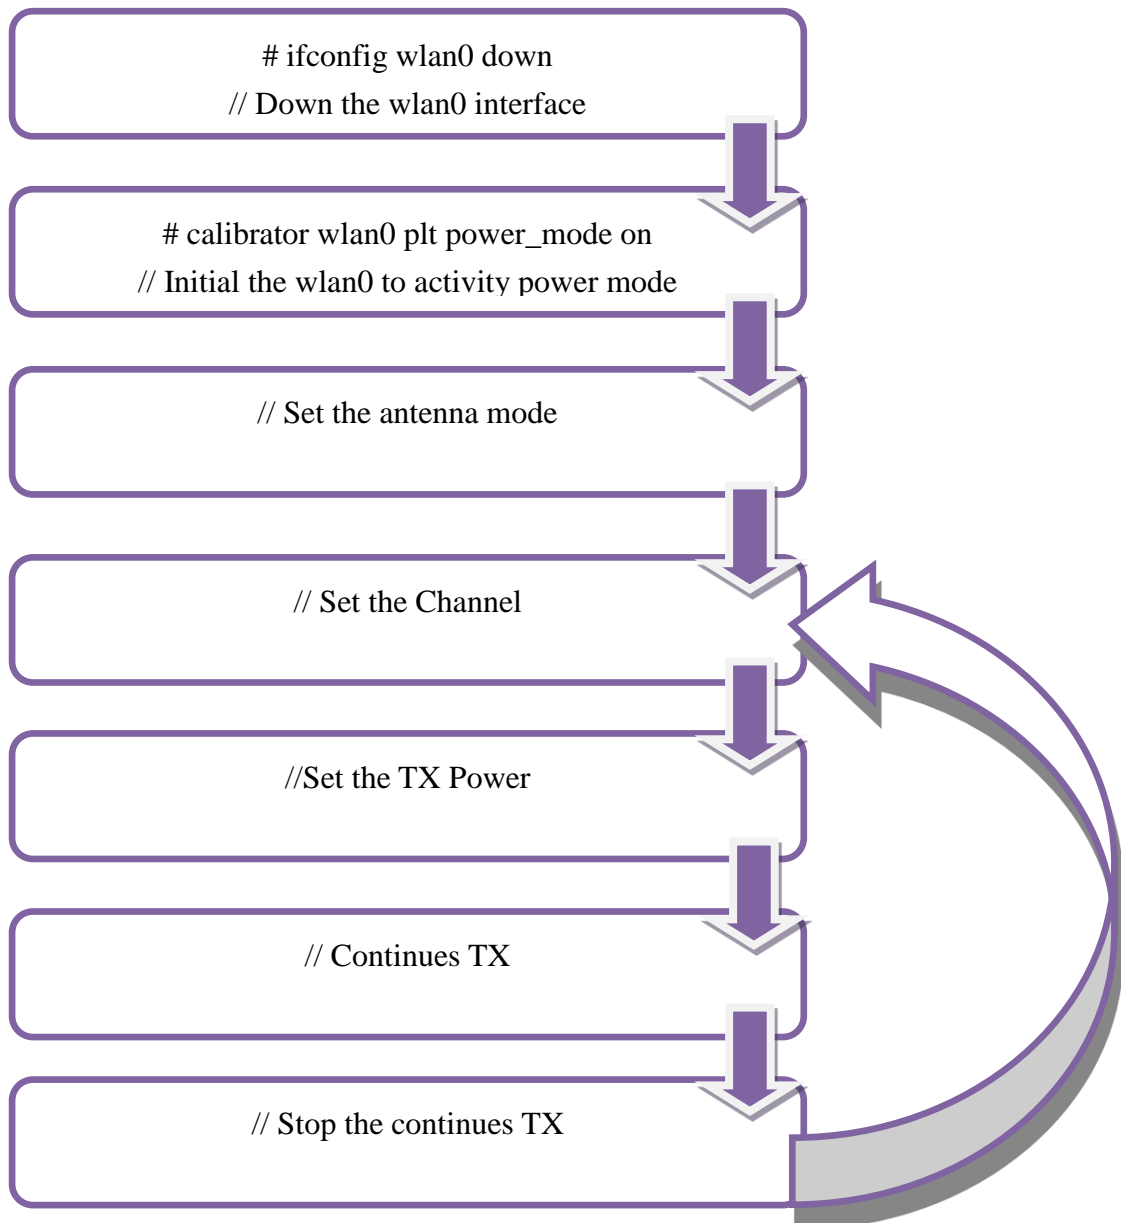 # ifconfig wlan0 down
// Down the wlan0 interface
# calibrator wlan0 plt power_mode on
// Initial the wlan0 to activity power mode
// Set the antenna mode
// Set the Channel
//Set the TX Power
// Continues TX
// Stop the continues TX